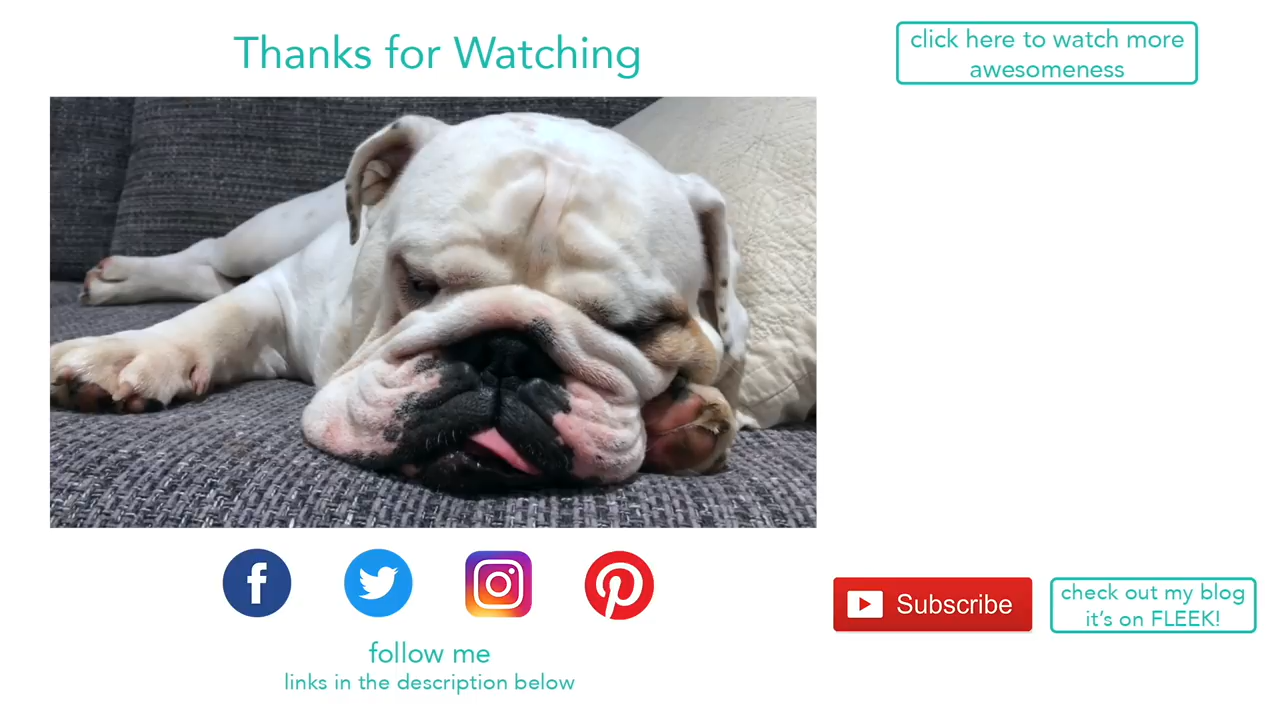 Thanks for Watching
click here to watch more
awesomeness
Subscribe
check out my blog
it's on FLEEK!
follow me
links in the description below